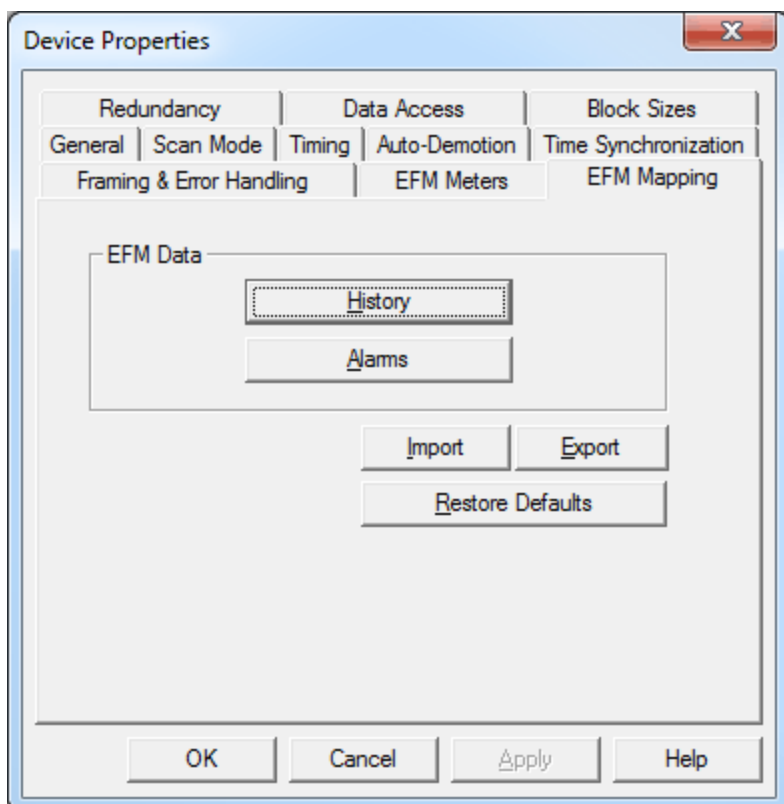 Device Properties
Redundancy Data Access Block Sizes
General Scan Mode Timing Auto-Demotion Time Synchronization
Framing & Error Handling EFM Meters EFM Mapping
EFM Data
History
Alarms
Import Export
Restore Defaults
OK Cancel Apply Help